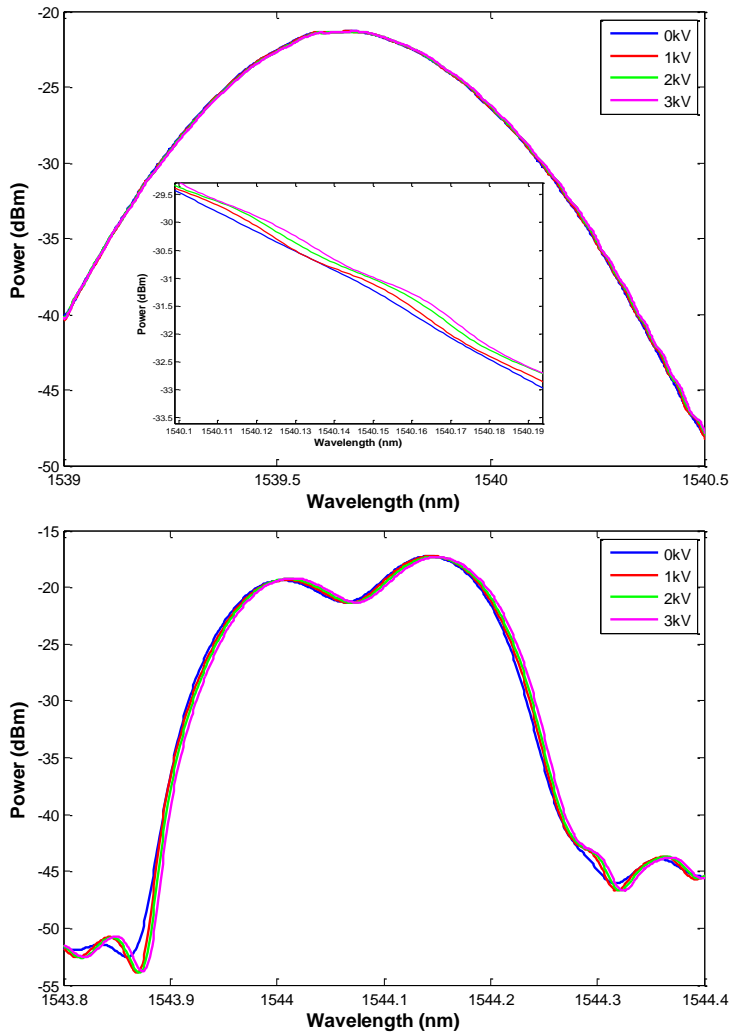 -20
-25
-30
-35
-40
-45
-50
Power (dBm)
0kV
1kV
2kV
3kV
-29.5
-30
-30.5
-31
-31.5
-32
-32.5
-33
-33.5
Power (dBm)
1540.1 1540.11 1540.12 1540.13 1540.14 1540.15 1540.16 1540.17 1540.18 1540.19
Wavelength (nm)
1539 1539.5 1540 1540.5
Wavelength (nm)
-15
-20
-25
-30
-35
-40
-45
-50
-55
Power (dBm)
0kV
1kV
2kV
3kV
1543.8 1543.9 1544 1544.1 1544.2 1544.3 1544.4
Wavelength (nm)